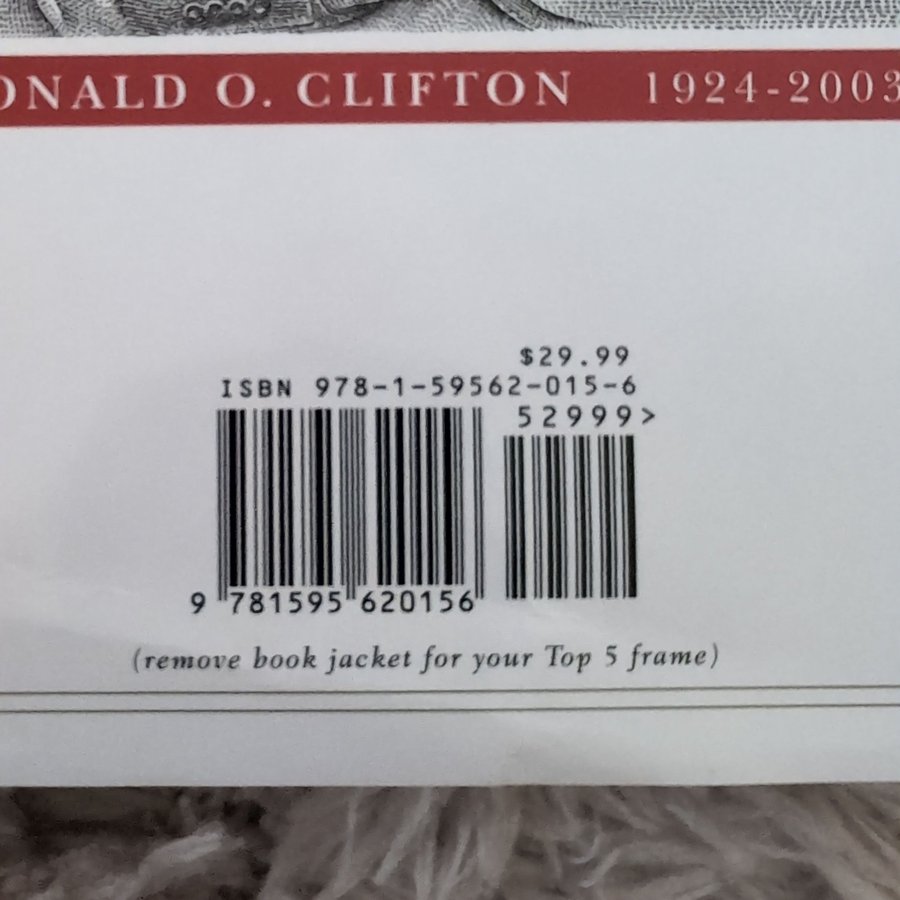 ONALD O. CLIFTON 1924-2003
$29.99
ISBN 978-1-59562-015-6
52999>
9 781595 620156
(remove book jacket for your Top 5 frame)